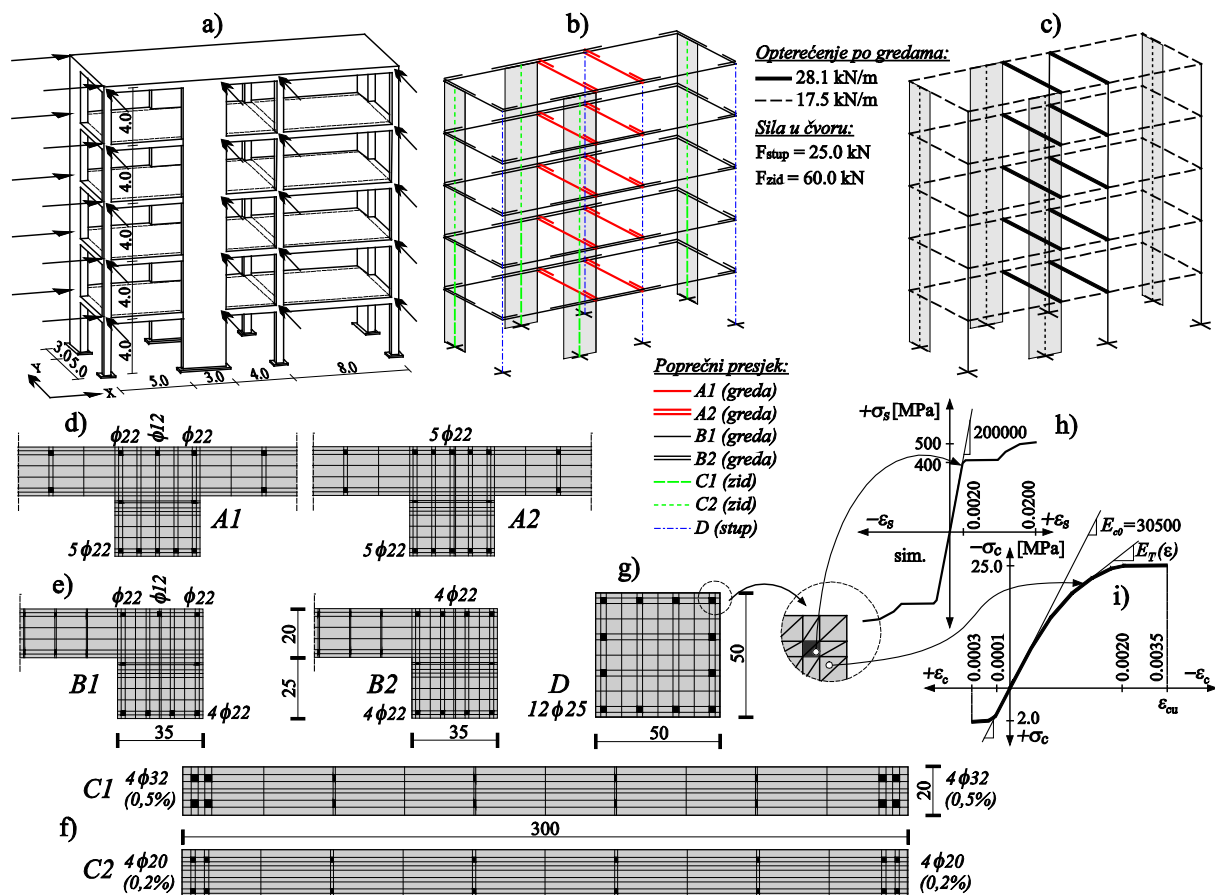 a)
4.0
4.0
4.0
4.0
4.0
3.0
5.0
Y
X
5.0
3.0
4.0
8.0
b)
Opterećenje po gredama:
28.1 kN/m
17.5 kN/m
Sila u čvoru:
Fstup = 25.0 kN
Fzid = 60.0 kN
c)
Poprečni presjek:
A1 (greda)
A2 (greda)
B1 (greda)
B2 (greda)
C1 (zid)
C2 (zid)
D (stup)
d)
ϕ22
ϕ12
ϕ22
A1
5ϕ22
5ϕ22
A2
5ϕ22
e)
ϕ22
ϕ12
ϕ22
B1
4ϕ22
35
20
25
4ϕ22
B2
4ϕ22
35
g)
D
12ϕ25
50
50
h)
+σs [MPa]
200000
500
400
0.0020
0.0200
−εs
+εs
sim.
i)
−σc [MPa]
Ec0=30500
ET(ε)
25.0
0.0003
0.0001
0.0020
0.0035
+εc
−εc
εcu
2.0
+σc
f)
C1
4ϕ32
(0,5%)
20
4ϕ32
(0,5%)
300
C2
4ϕ20
(0,2%)
4ϕ20
(0,2%)